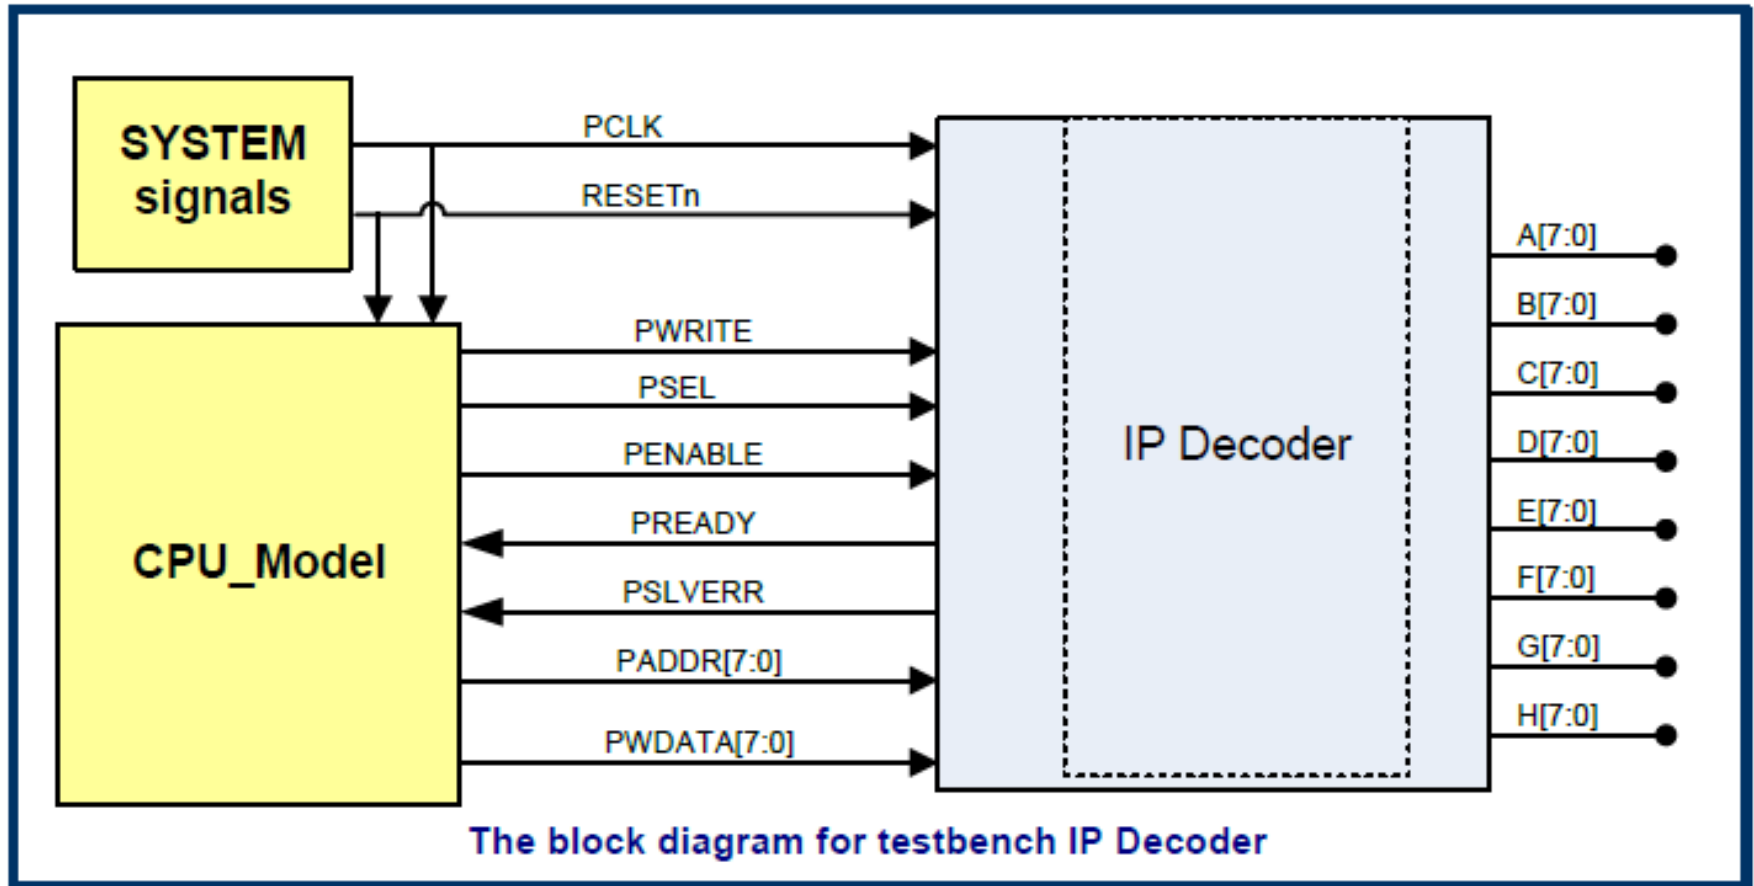 SYSTEM
signals
PCLK
RESETn
CPU_Model
PWRITE
PSEL
PENABLE
PREADY
PSLVERR
PADDR[7:0]
PWDATA[7:0]
IP Decoder
A[7:0]
B[7:0]
C[7:0]
D[7:0]
E[7:0]
F[7:0]
G[7:0]
H[7:0]
The block diagram for testbench IP Decoder